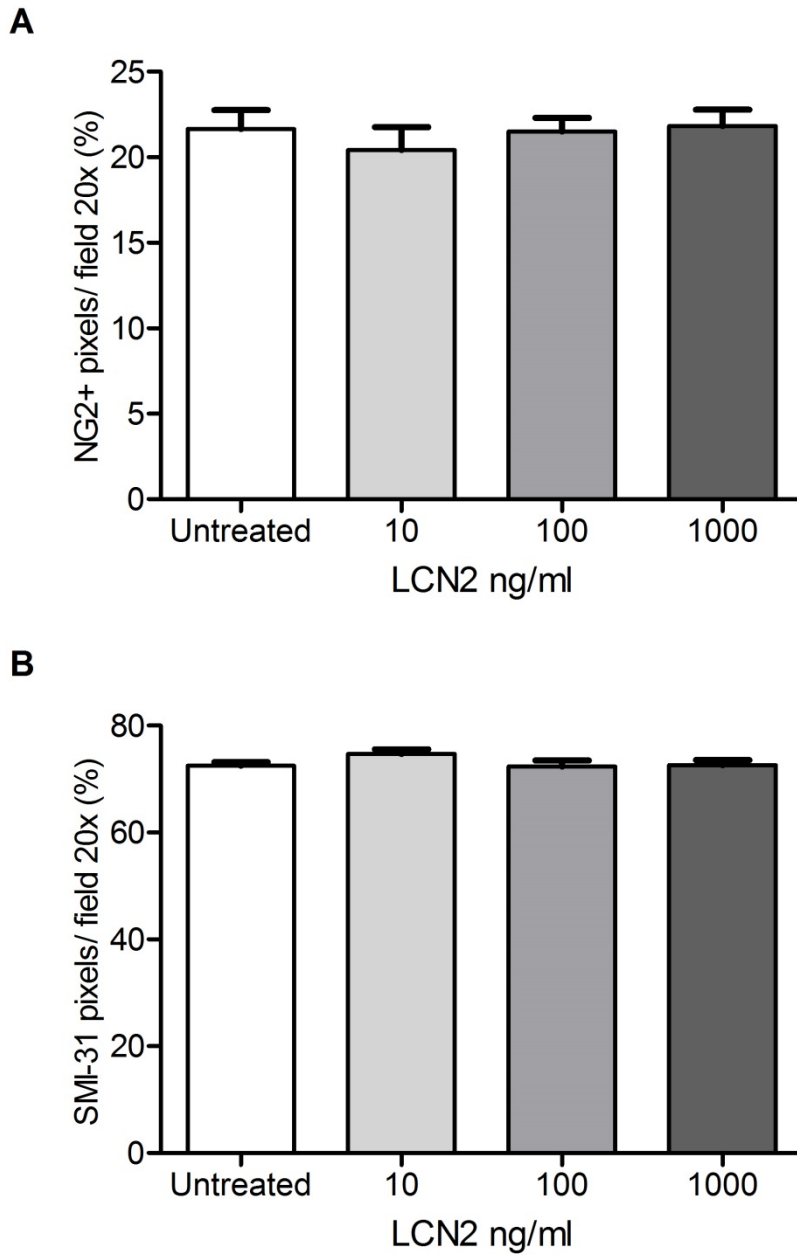 A
NG2+ pixels/ field 20x (%)
25
20
15
10
5
0
Untreated 10 100 1000
LCN2 ng/ml
B
SMI-31 pixels/ field 20x (%)
80
60
40
20
0
Untreated 10 100 1000
LCN2 ng/ml